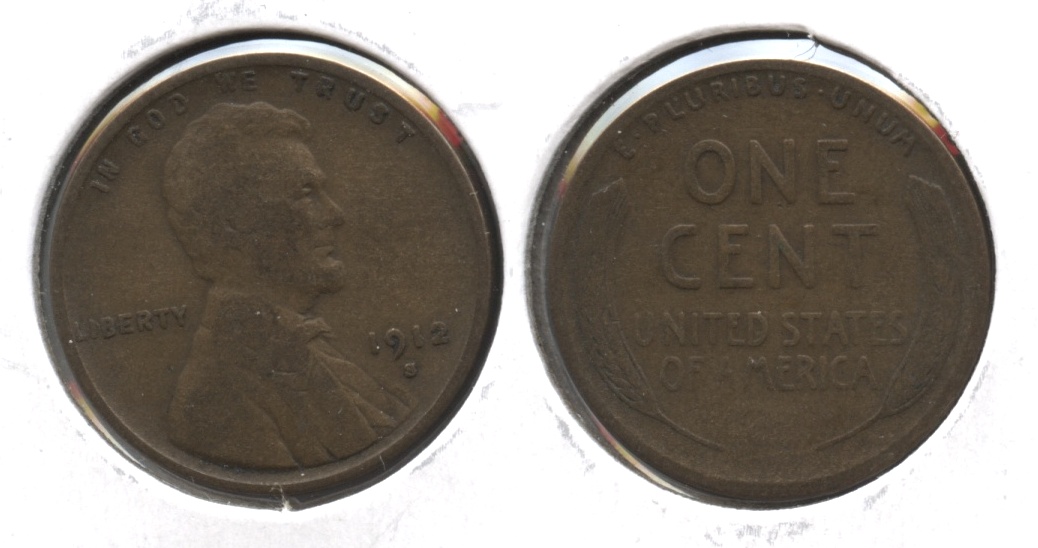 IN GOD WE TRUST
LIBERTY
1912
S
E·PLURIBUS·UNUM
ONE
CENT
UNITED STATES
OF AMERICA